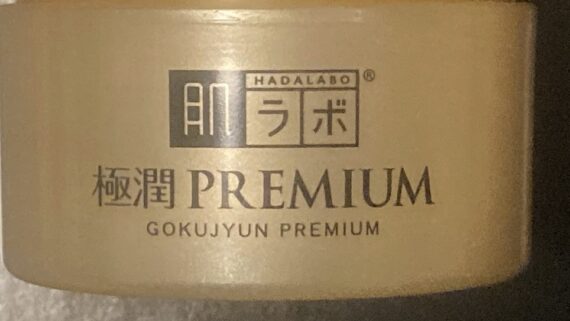 HADALABO ®
肌ラボ
極潤 PREMIUM
GOKUJYUN PREMIUM